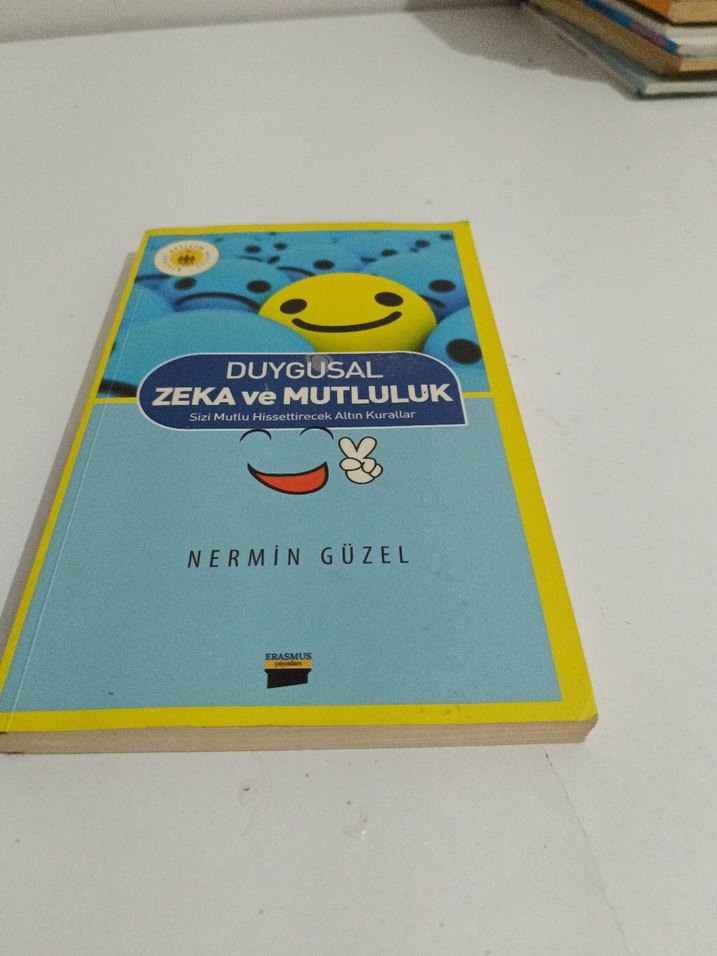 DUYGUSAL
ZEKA ve MUTLULUK
Sizi Mutlu Hissettirecek Altın Kurallar
NERMİN GÜZEL
ERASMUS
yayınları